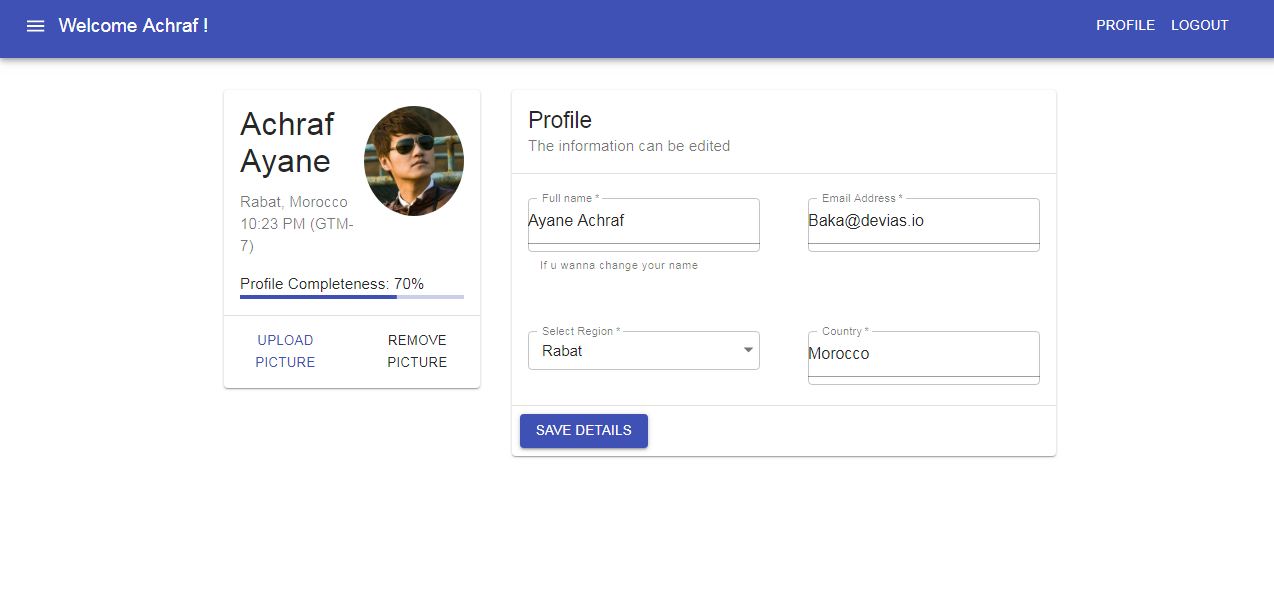 Welcome Achraf !
PROFILE LOGOUT
Achraf
Ayane
Rabat, Morocco
10:23 PM (GTM-
7)
Profile Completeness: 70%
UPLOAD
PICTURE
REMOVE
PICTURE
Profile
The information can be edited
Full name *
Ayane Achraf
If u wanna change your name
Email Address *
Baka@devias.io
Select Region *
Rabat
Country *
Morocco
SAVE DETAILS